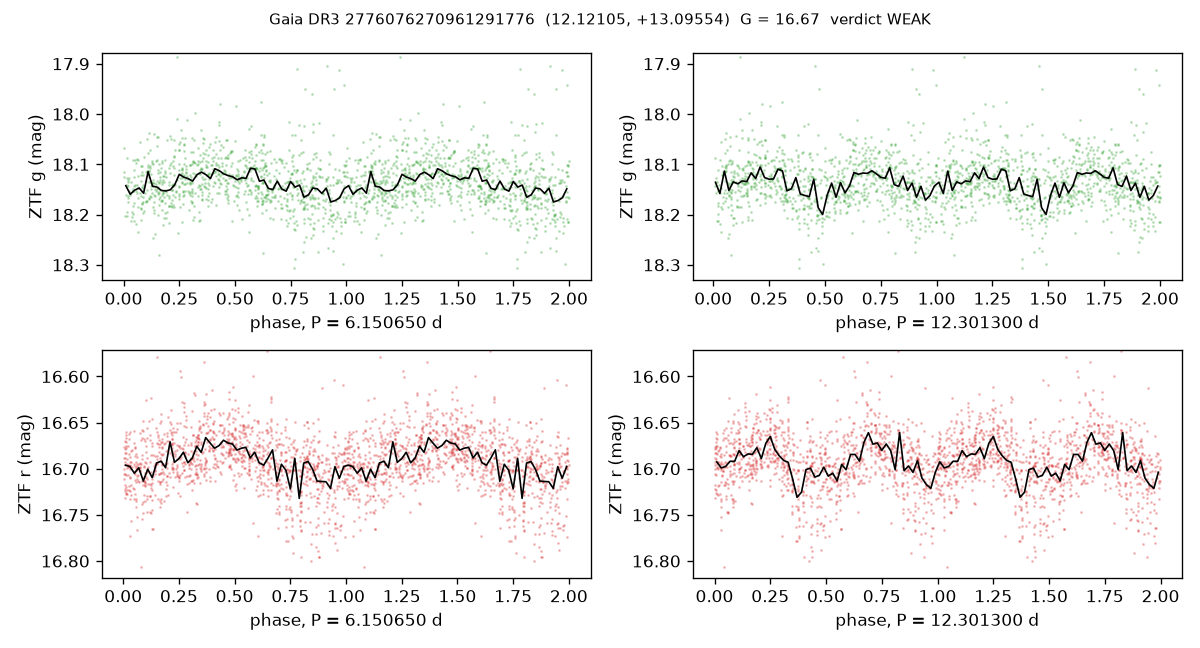 Gaia DR3 2776076270961291776  (12.12105, +13.09554)  G = 16.67  verdict WEAK
ZTF g (mag)
17.9
18.0
18.1
18.2
18.3
0.00 0.25 0.50 0.75 1.00 1.25 1.50 1.75 2.00
phase, P = 6.150650 d
ZTF g (mag)
17.9
18.0
18.1
18.2
18.3
0.00 0.25 0.50 0.75 1.00 1.25 1.50 1.75 2.00
phase, P = 12.301300 d
ZTF r (mag)
16.60
16.65
16.70
16.75
16.80
0.00 0.25 0.50 0.75 1.00 1.25 1.50 1.75 2.00
phase, P = 6.150650 d
ZTF r (mag)
16.60
16.65
16.70
16.75
16.80
0.00 0.25 0.50 0.75 1.00 1.25 1.50 1.75 2.00
phase, P = 12.301300 d